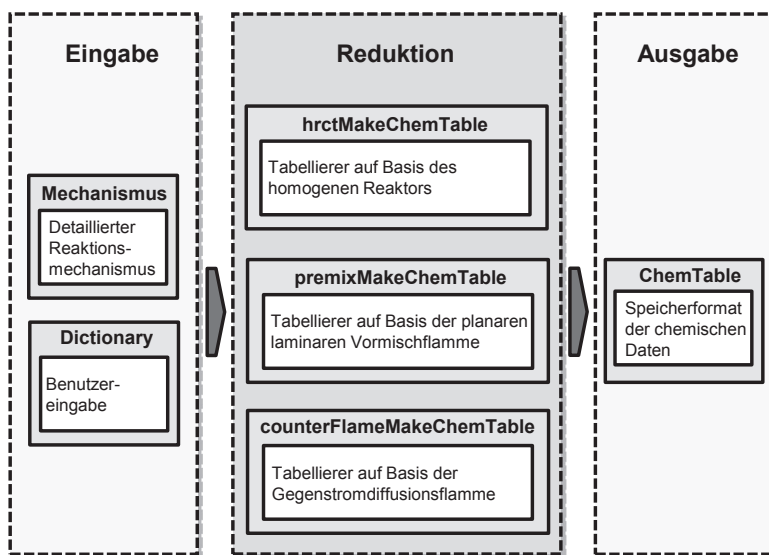 Eingabe
Mechanismus
Detaillierter
Reaktions-
mechanismus
Dictionary
Benutzer-
eingabe
Reduktion
hrctMakeChemTable
Tabellierer auf Basis des
homogenen Reaktors
premixMakeChemTable
Tabellierer auf Basis der planaren
laminaren Vormischflamme
counterFlameMakeChemTable
Tabellierer auf Basis der
Gegenstromdiffusionsflamme
Ausgabe
ChemTable
Speicherformat
der chemischen
Daten